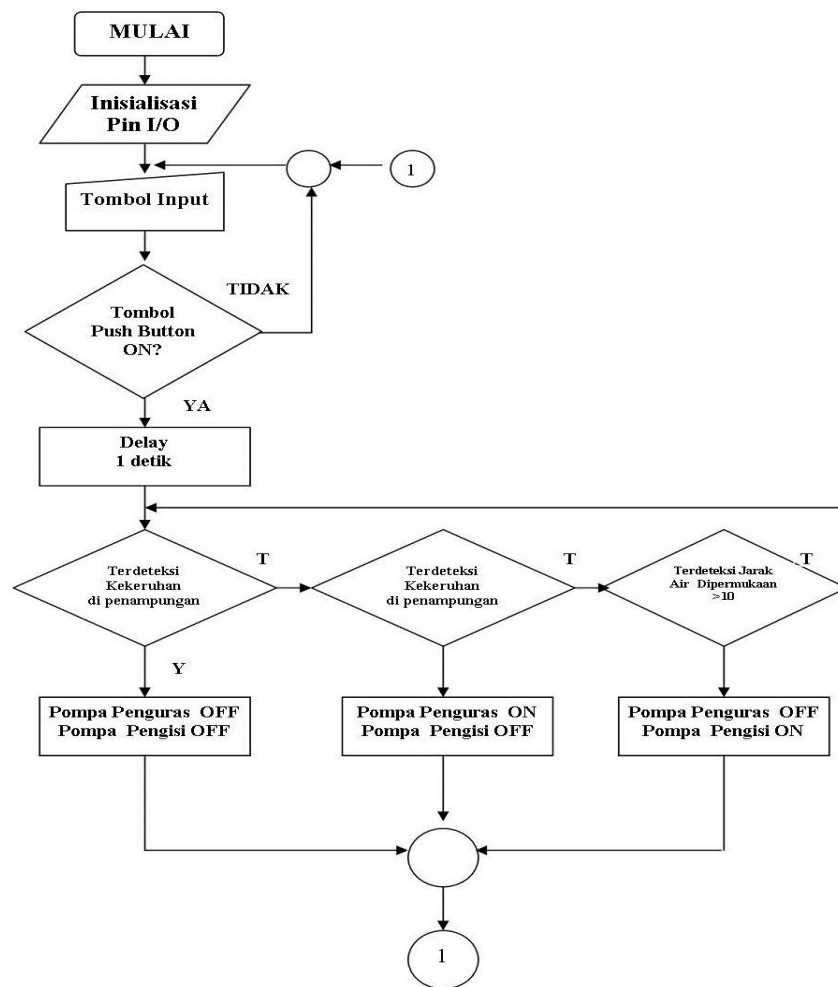 MULAI
Inisialisasi
Pin I/O
1
Tombol Input
TIDAK
Tombol
Push Button
ON?
YA
Delay
1 detik
Terdeteksi
Kekeruhan
di penampungan
T
Terdeteksi
Kekeruhan
di penampungan
T
Terdeteksi Jarak
Air Dipermukaan
>10
T
Y
Pompa Penguras OFF
Pompa Pengisi OFF
Pompa Penguras ON
Pompa Pengisi OFF
Pompa Penguras OFF
Pompa Pengisi ON
1